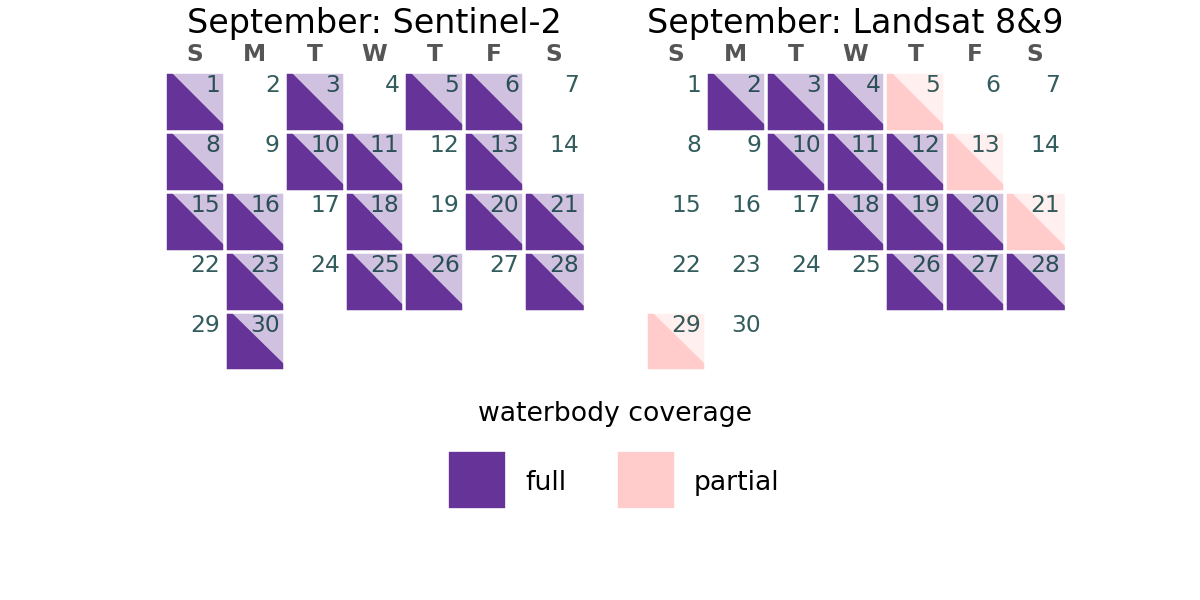 September: Sentinel-2
S M T W T F S
1 2 3 4 5 6 7
8 9 10 11 12 13 14
15 16 17 18 19 20 21
22 23 24 25 26 27 28
29 30
September: Landsat 8&9
S M T W T F S
1 2 3 4 5 6 7
8 9 10 11 12 13 14
15 16 17 18 19 20 21
22 23 24 25 26 27 28
29 30
waterbody coverage
full partial